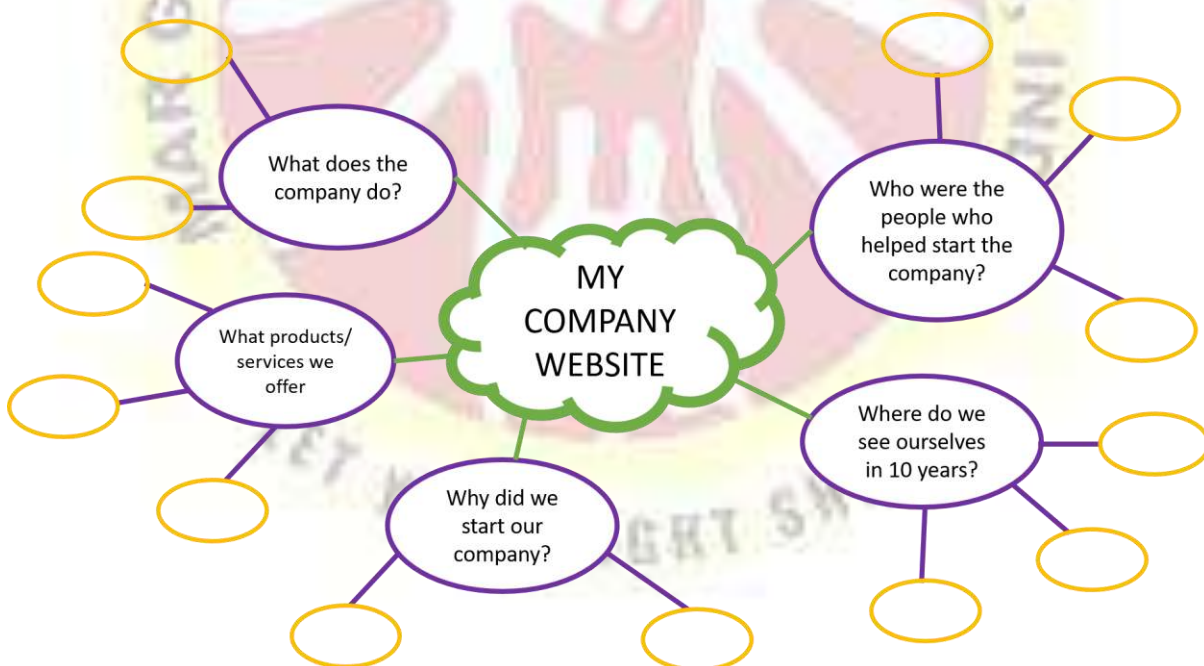 What does the
company do?
Who were the
people who
helped start the
company?
MY
COMPANY
WEBSITE
What products/
services we
offer
Where do we
see ourselves
in 10 years?
Why did we
start our
company?